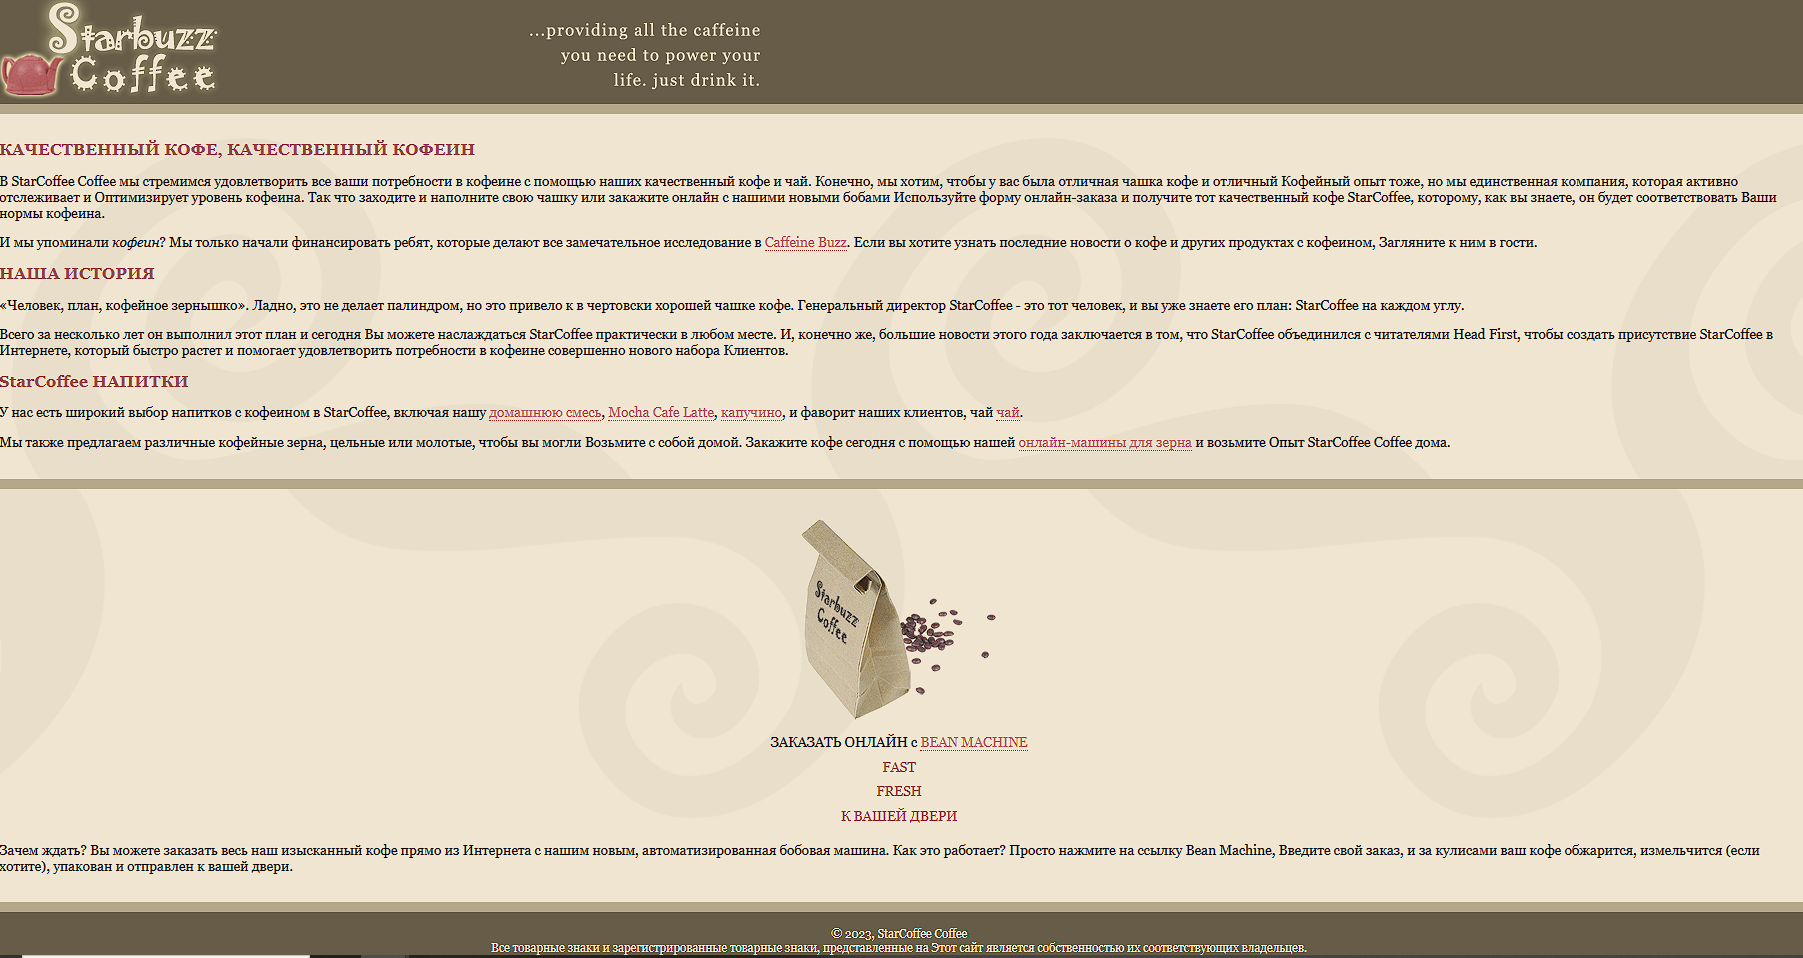 Starbuzz
Coffee
...providing all the caffeine
you need to power your
life. just drink it.
КАЧЕСТВЕННЫЙ КОФЕ, КАЧЕСТВЕННЫЙ КОФЕИН
В StarCoffee Coffee мы стремимся удовлетворить все ваши потребности в кофеине с помощью наших качественный кофе и чай. Конечно, мы хотим, чтобы у вас была отличная чашка кофе и отличный Кофейный опыт тоже, но мы единственная компания, которая активно
отслеживает и Оптимизирует уровень кофеина. Так что заходите и наполните свою чашку или закажите онлайн с нашими новыми бобами Используйте форму онлайн-заказа и получите тот качественный кофе StarCoffee, которому, как вы знаете, он будет соответствовать Ваши
нормы кофеина.
И мы упоминали кофеин? Мы только начали финансировать ребят, которые делают все замечательное исследование в Caffeine Buzz. Если вы хотите узнать последние новости о кофе и других продуктах с кофеином, Загляните к ним в гости.
НАША ИСТОРИЯ
«Человек, план, кофейное зернышко». Ладно, это не делает палиндром, но это привело к в чертовски хорошей чашке кофе. Генеральный директор StarCoffee - это тот человек, и вы уже знаете его план: StarCoffee на каждом углу.
Всего за несколько лет он выполнил этот план и сегодня Вы можете наслаждаться StarCoffee практически в любом месте. И, конечно же, большие новости этого года заключается в том, что StarCoffee объединился с читателями Head First, чтобы создать присутствие StarCoffee в
Интернете, который быстро растет и помогает удовлетворить потребности в кофеине совершенно нового набора Клиентов.
StarCoffee НАПИТКИ
У нас есть широкий выбор напитков с кофеином в StarCoffee, включая нашу домашнюю смесь, Mocha Cafe Latte, капучино, и фаворит наших клиентов, чай чай.
Мы также предлагаем различные кофейные зерна, цельные или молотые, чтобы вы могли Возьмите с собой домой. Закажите кофе сегодня с помощью нашей онлайн-машины для зерна и возьмите Опыт StarCoffee Coffee дома.
Starbuzz
Coffee
ЗАКАЗАТЬ ОНЛАЙН с BEAN MACHINE
FAST
FRESH
К ВАШЕЙ ДВЕРИ
Зачем ждать? Вы можете заказать весь наш изысканный кофе прямо из Интернета с нашим новым, автоматизированная бобовая машина. Как это работает? Просто нажмите на ссылку Bean Machine, Введите свой заказ, и за кулисами ваш кофе обжарится, измельчится (если
хотите), упакован и отправлен к вашей двери.
© 2023, StarCoffee Coffee
Все товарные знаки и зарегистрированные товарные знаки, представленные на Этот сайт является собственностью их соответствующих владельцев.